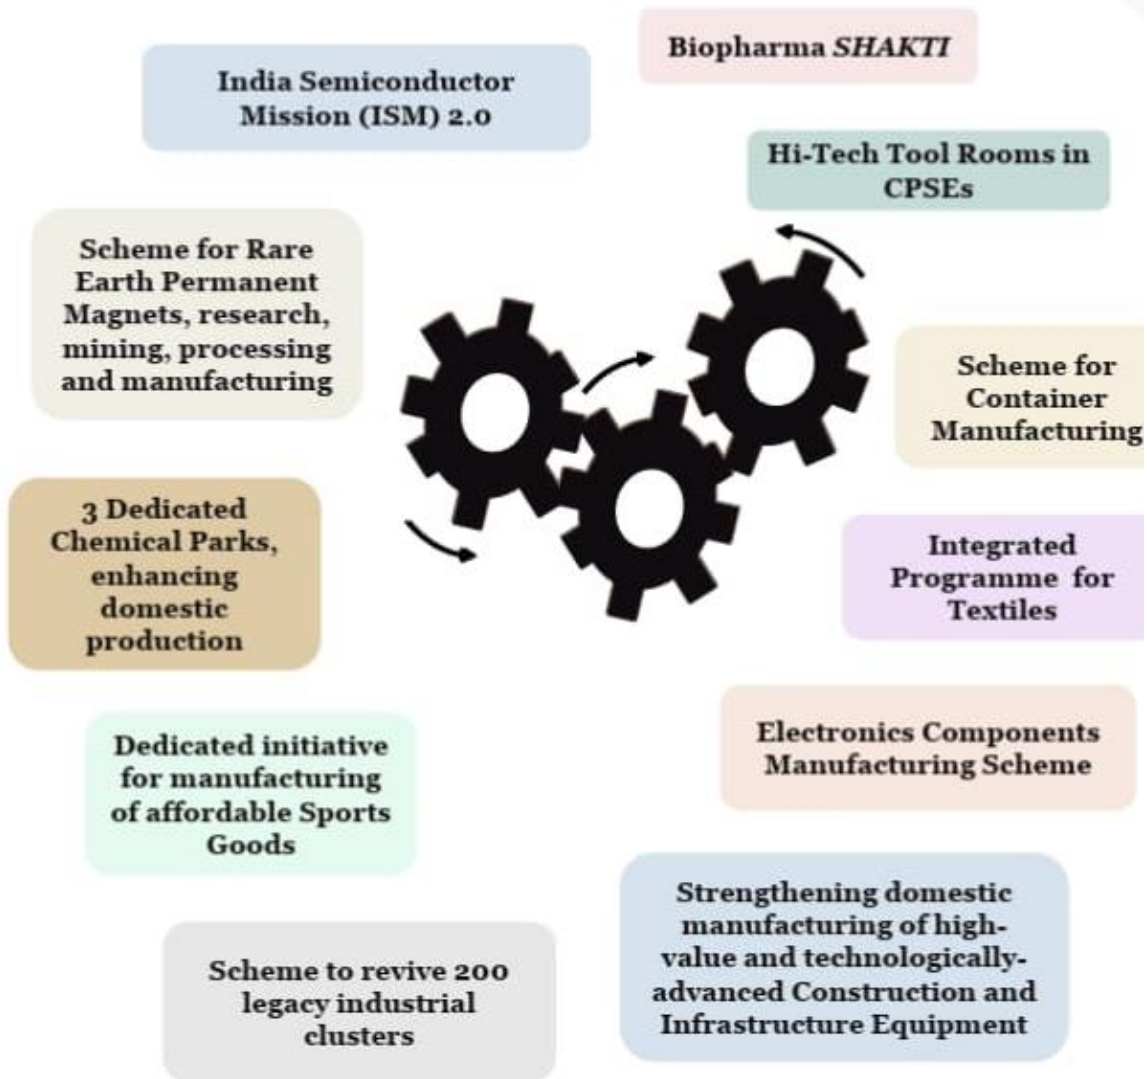 Biopharma SHAKTI
India Semiconductor
Mission (ISM) 2.0
Hi-Tech Tool Rooms in
CPSEs
Scheme for Rare
Earth Permanent
Magnets, research,
mining, processing
and manufacturing
Scheme for
Container
Manufacturing
3 Dedicated
Chemical Parks,
enhancing
domestic
production
Integrated
Programme for
Textiles
Dedicated initiative
for manufacturing
of affordable Sports
Goods
Electronics Components
Manufacturing Scheme
Scheme to revive 200
legacy industrial
clusters
Strengthening domestic
manufacturing of high-
value and technologically-
advanced Construction and
Infrastructure Equipment